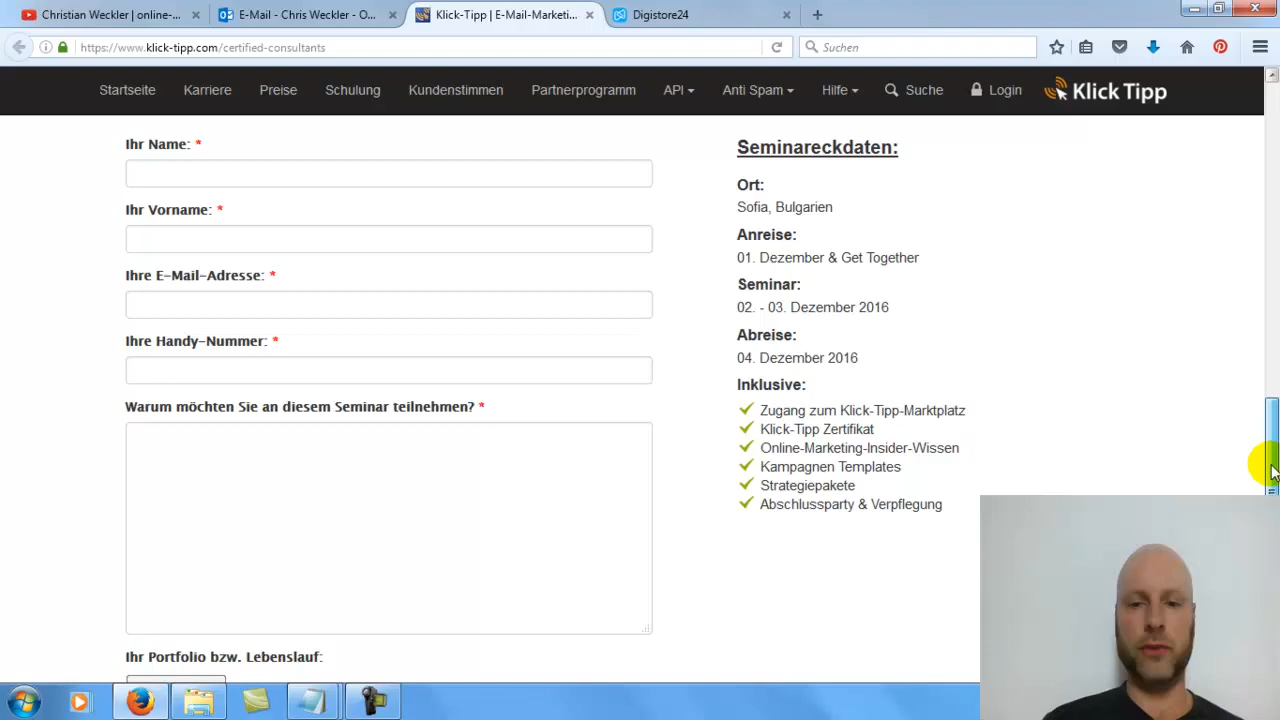 Christian Weckler | online-...
E-Mail - Chris Weckler - O...
Klick-Tipp | E-Mail-Marketi...
Digistore24
https://www.klick-tipp.com/certified-consultants
Suchen
Startseite
Karriere
Preise
Schulung
Kundenstimmen
Partnerprogramm
API
Anti Spam
Hilfe
Suche
Login
Klick Tipp
Ihr Name: *
Ihr Vorname: *
Ihre E-Mail-Adresse: *
Ihre Handy-Nummer: *
Warum möchten Sie an diesem Seminar teilnehmen? *
Ihr Portfolio bzw. Lebenslauf:
Seminareckdaten:
Ort:
Sofia, Bulgarien
Anreise:
01. Dezember & Get Together
Seminar:
02. - 03. Dezember 2016
Abreise:
04. Dezember 2016
Inklusive:
Zugang zum Klick-Tipp-Marktplatz
Klick-Tipp Zertifikat
Online-Marketing-Insider-Wissen
Kampagnen Templates
Strategiepakete
Abschlussparty & Verpflegung